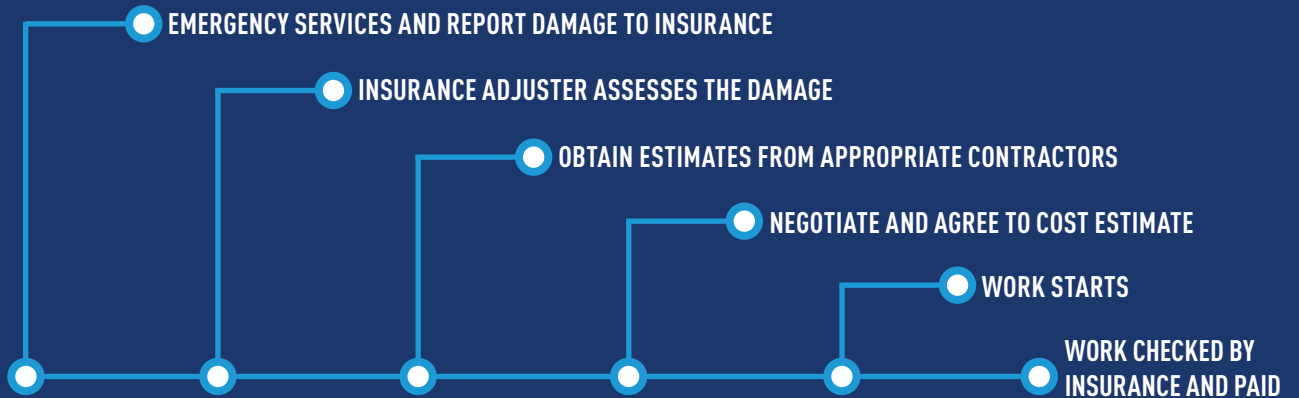 EMERGENCY SERVICES AND REPORT DAMAGE TO INSURANCE
INSURANCE ADJUSTER ASSESSES THE DAMAGE
OBTAIN ESTIMATES FROM APPROPRIATE CONTRACTORS
NEGOTIATE AND AGREE TO COST ESTIMATE
WORK STARTS
WORK CHECKED BY
INSURANCE AND PAID